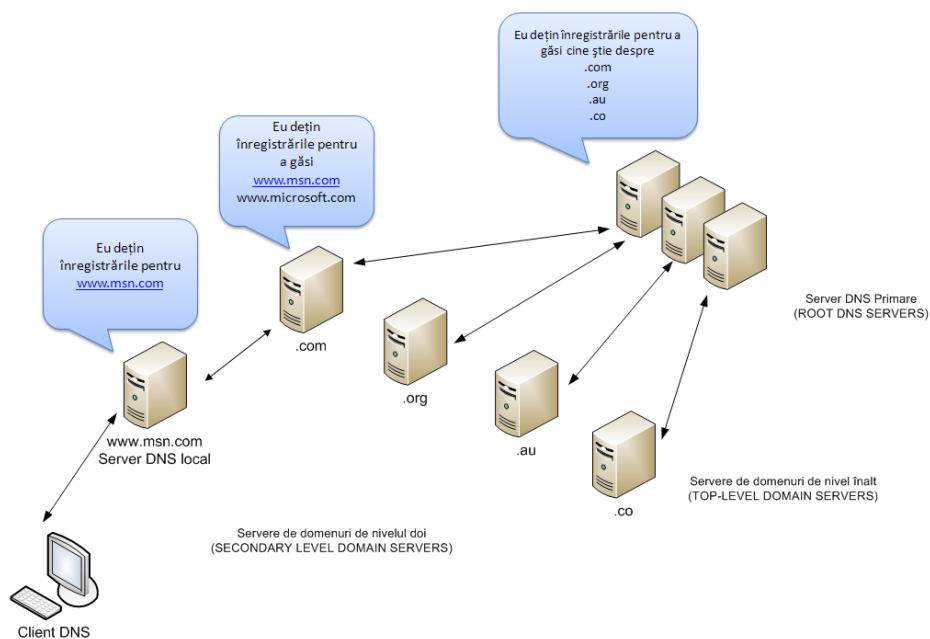 Eu dețin înregistrările pentru a
găsi cine ştie despre
.com
.org
.au
.co
Eu dețin
înregistrările pentru
a găsi
www.msn.com
www.microsoft.com
Eu dețin
înregistrările pentru
www.msn.com
Server DNS Primare
(ROOT DNS SERVERS)
.com
.org
www.msn.com
Server DNS local
.au
Servere de domenuri de nivel înalt
(TOP-LEVEL DOMAIN SERVERS)
.co
Servere de domenuri de nivelul doi
(SECONDARY LEVEL DOMAIN SERVERS)
Client DNS